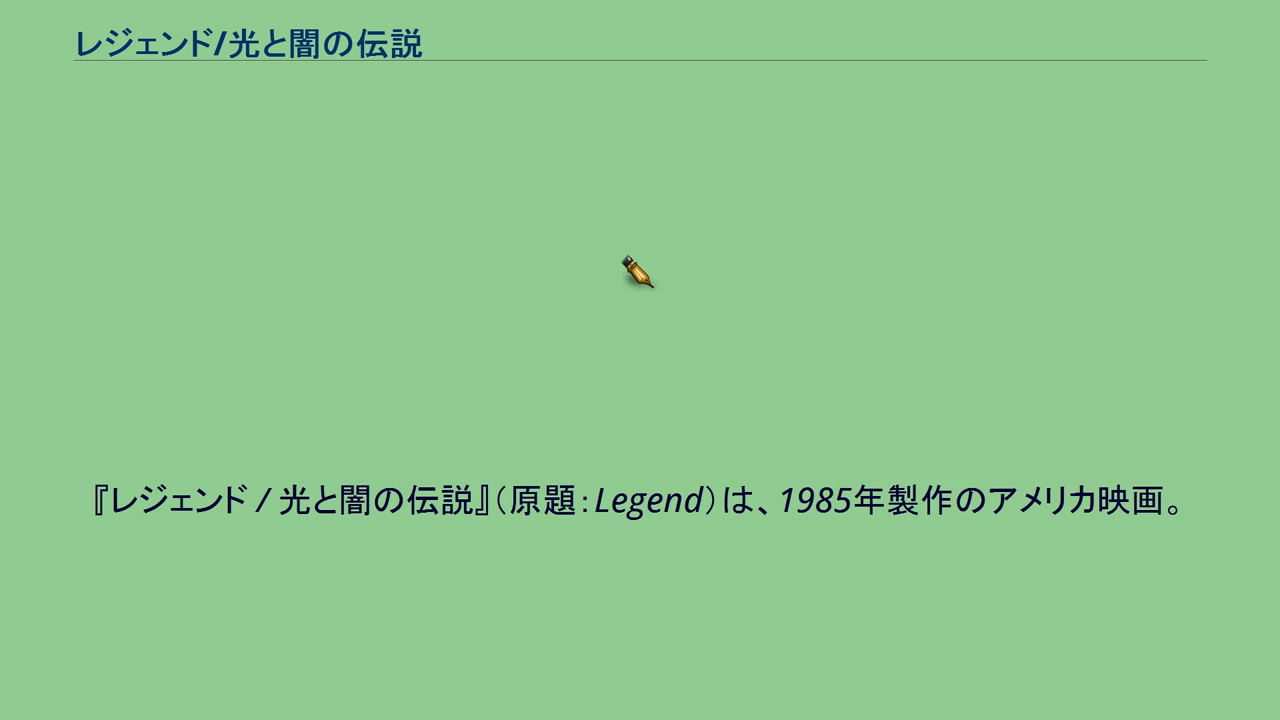 レジェンド/光と闇の伝説
『レジェンド / 光と闇の伝説』（原題：Legend）は、1985年製作のアメリカ映画。